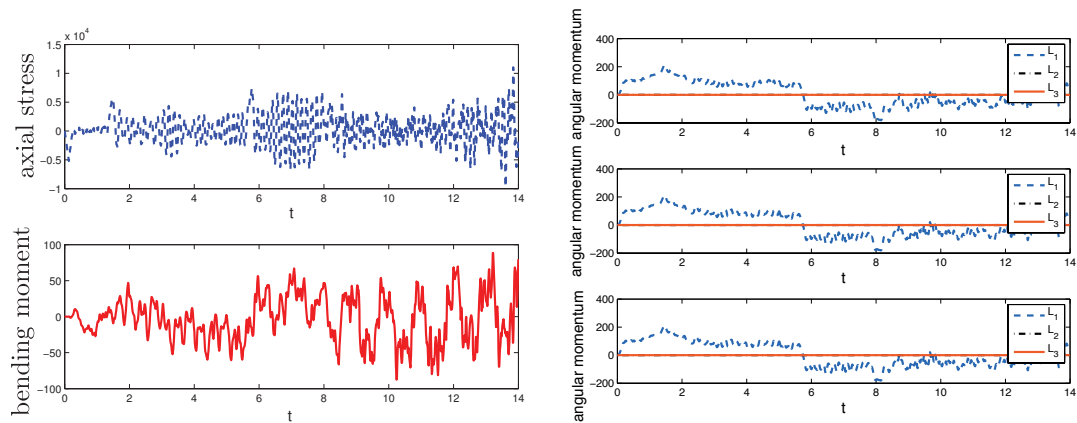 x 10⁴
1.5
1
0.5
0
−0.5
−1
0 2 4 6 8 10 12 14
t
axial stress
100
50
0
−50
−100
0 2 4 6 8 10 12 14
t
bending moment
400
200
0
−200
0 2 4 6 8 10 12 14
t
angular momentum
L₁
L₂
L₃
400
200
0
−200
0 2 4 6 8 10 12 14
t
angular momentum
L₁
L₂
L₃
400
200
0
−200
0 2 4 6 8 10 12 14
t
angular momentum
L₁
L₂
L₃